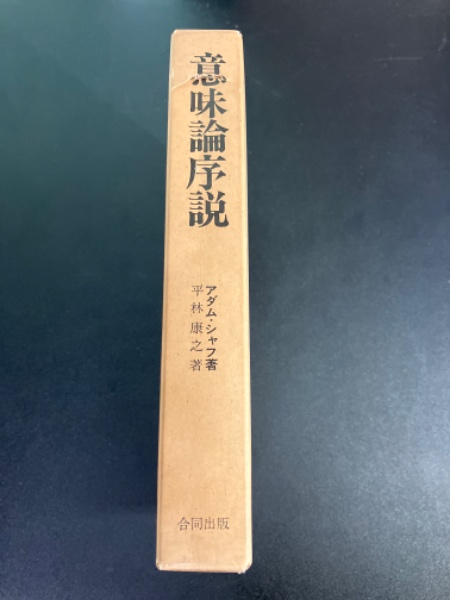 意味論序説
アダム・シャフ著
平林康之著
合同出版